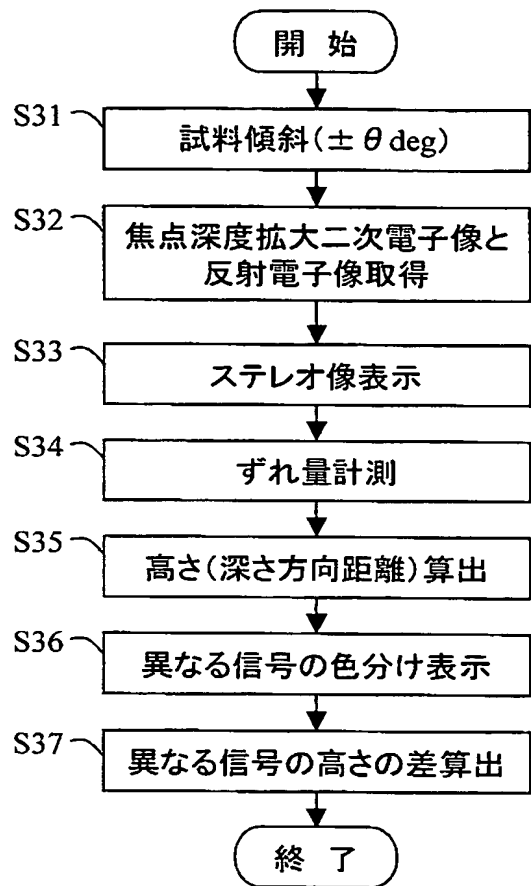 開 始
S31
試料傾斜(± θ deg)
S32
焦点深度拡大二次電子像と
反射電子像取得
S33
ステレオ像表示
S34
ずれ量計測
S35
高さ(深さ方向距離)算出
S36
異なる信号の色分け表示
S37
異なる信号の高さの差算出
終 了